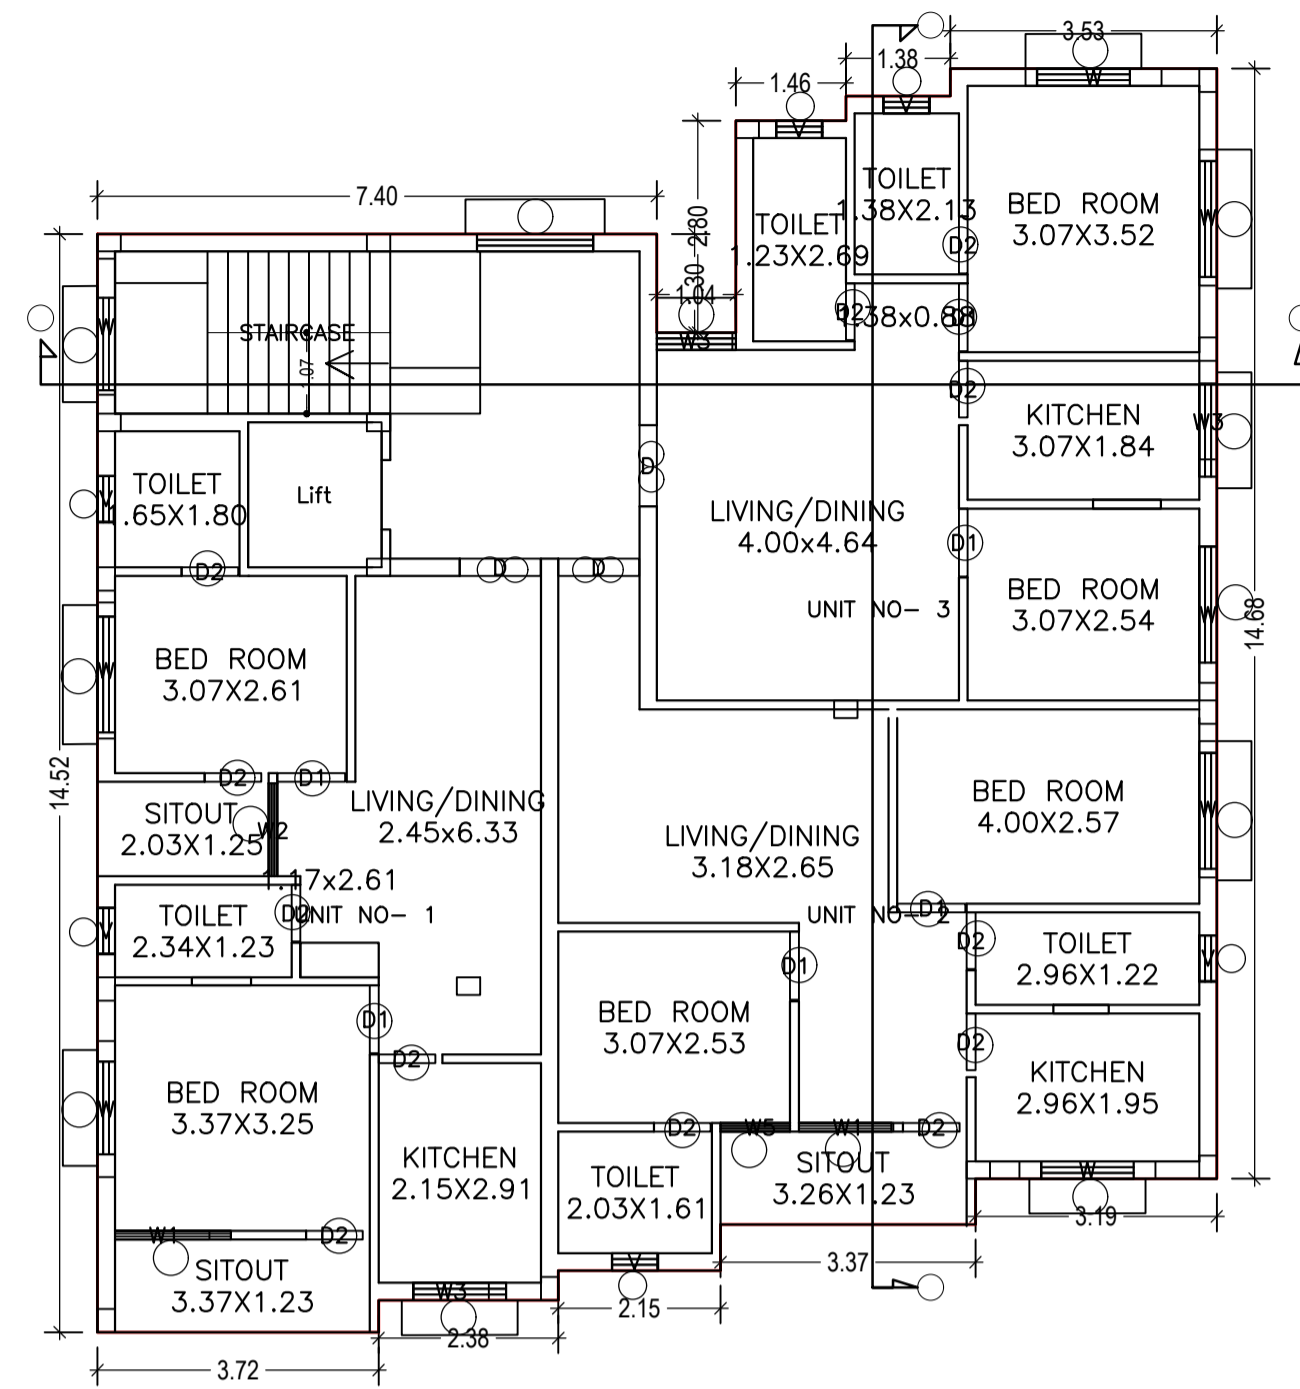 3.53
1.38
1.46
W
V
V
TOILET
1.38X2.13
BED ROOM
3.07X3.52
7.40
2.80
TOILET
1.23X2.69
W
D2
1.30
1.04
D2
1.38x0.88
W
STAIRCASE
W3
1.07
D2
KITCHEN
3.07X1.84
W3
D
TOILET
1.65X1.80
V
Lift
LIVING/DINING
4.00x4.64
D1
D2
D
D
BED ROOM
3.07X2.54
W
14.68
UNIT NO- 3
BED ROOM
3.07X2.61
W
14.52
D2
D1
SITOUT
2.03X1.25
W2
LIVING/DINING
2.45x6.33
BED ROOM
4.00X2.57
W
LIVING/DINING
3.18X2.65
1.17x2.61
TOILET
2.34X1.23
V
D2
UNIT NO- 1
UNIT NO- 2
D1
D2
TOILET
2.96X1.22
V
D1
BED ROOM
3.07X2.53
D1
D2
D2
BED ROOM
3.37X3.25
W
KITCHEN
2.96X1.95
D2
W5
W1
D2
KITCHEN
2.15X2.91
TOILET
2.03X1.61
SITOUT
3.26X1.23
W
3.19
W1
D2
SITOUT
3.37X1.23
V
3.37
W3
2.15
2.38
3.72